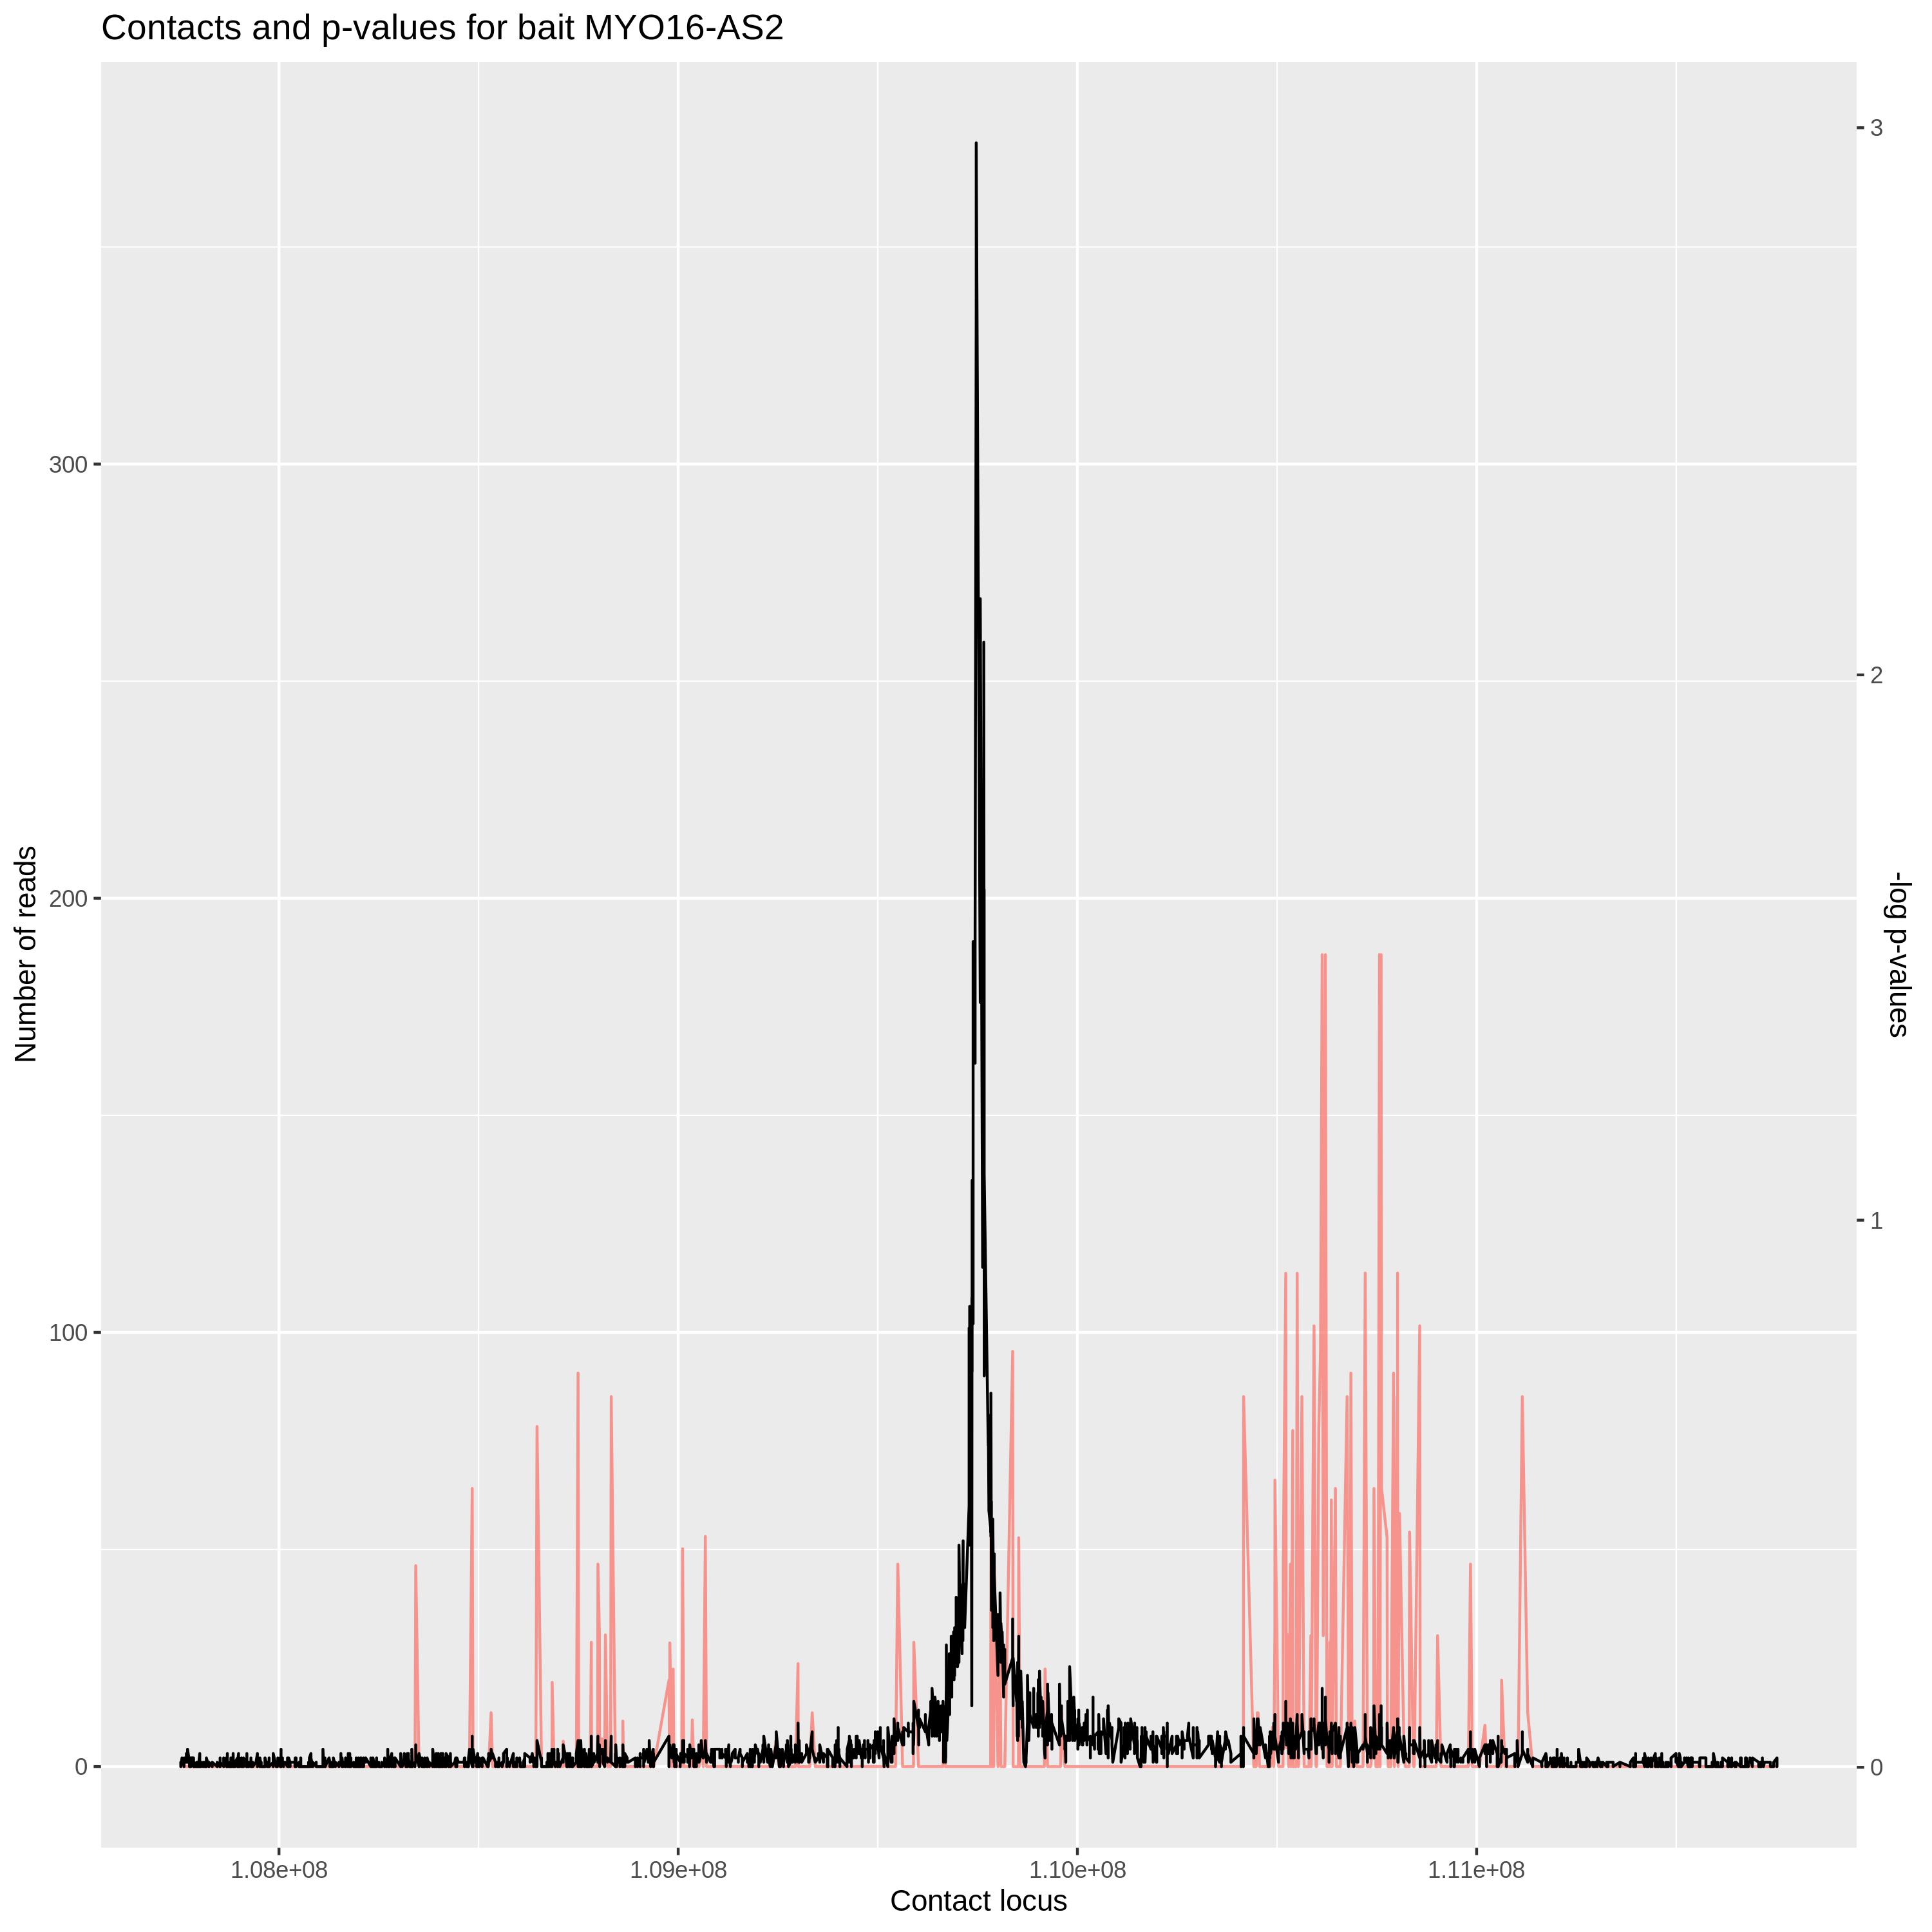 Contacts and p-values for bait MYO16-AS2
Number of reads
300
200
100
0
3
2
1
0
-log p-values
1.08e+08
1.09e+08
1.10e+08
1.11e+08
Contact locus